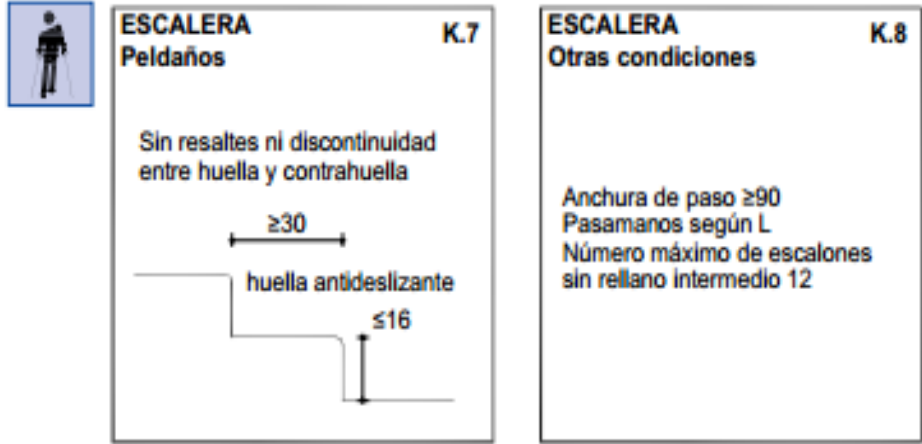 ESCALERA
K.7
Peldaños
Sin resaltes ni discontinuidad
entre huella y contrahuella
≥30
huella antideslizante
≤16
ESCALERA
K.8
Otras condiciones
Anchura de paso ≥90
Pasamanos según L
Número máximo de escalones
sin rellano intermedio 12